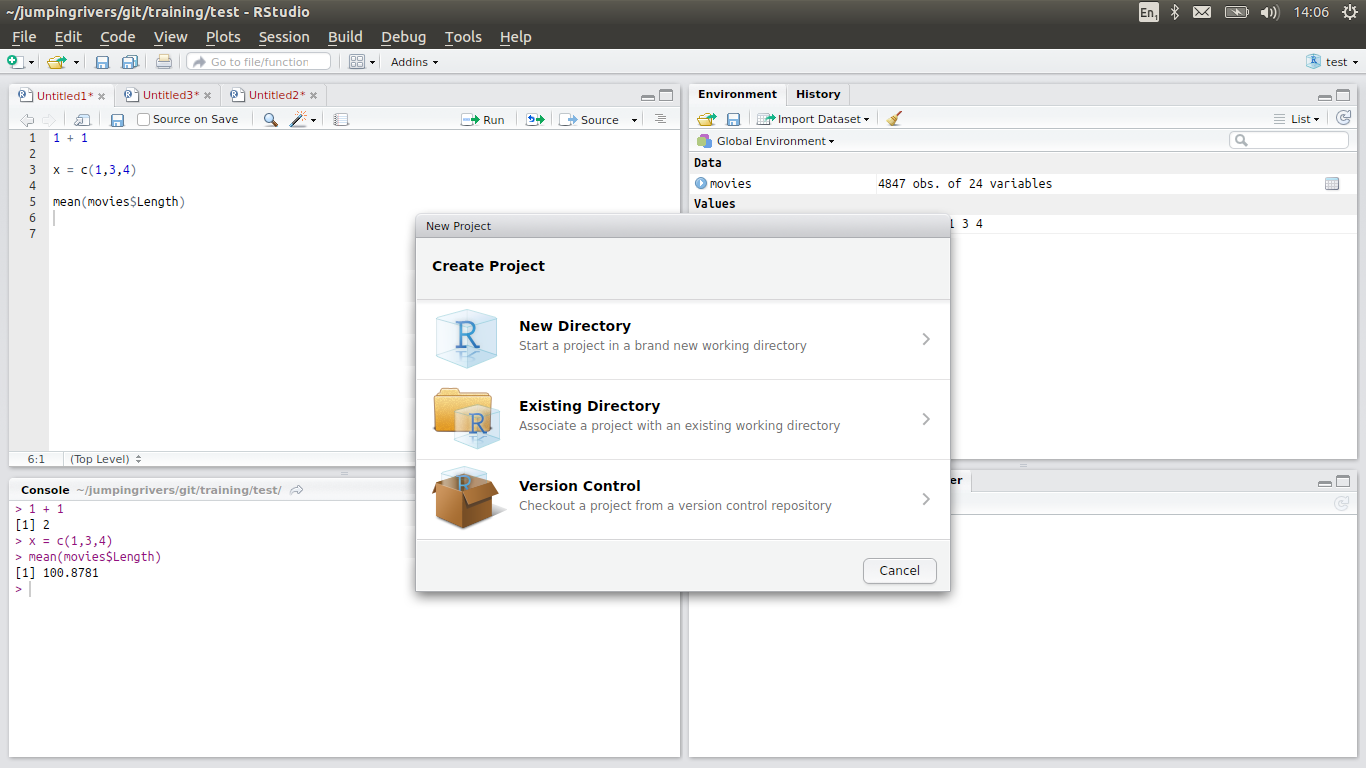 ~/jumpingrivers/git/training/test - RStudio
En1
14:06
File Edit Code View Plots Session Build Debug Tools Help
Go to file/function
Addins
test
Untitled1* Untitled3* Untitled2*
Source on Save
Run
Source
1 1 + 1
2
3 x = c(1,3,4)
4
5 mean(movies$Length)
6
7
6:1 (Top Level)
Console ~/jumpingrivers/git/training/test/
> 1 + 1
[1] 2
> x = c(1,3,4)
> mean(movies$Length)
[1] 100.8781
>
Environment History
Import Dataset
List
Global Environment
Data
movies 4847 obs. of 24 variables
Values
1 3 4
New Project
Create Project
R
New Directory
Start a project in a brand new working directory
R
Existing Directory
Associate a project with an existing working directory
R
Version Control
Checkout a project from a version control repository
Cancel